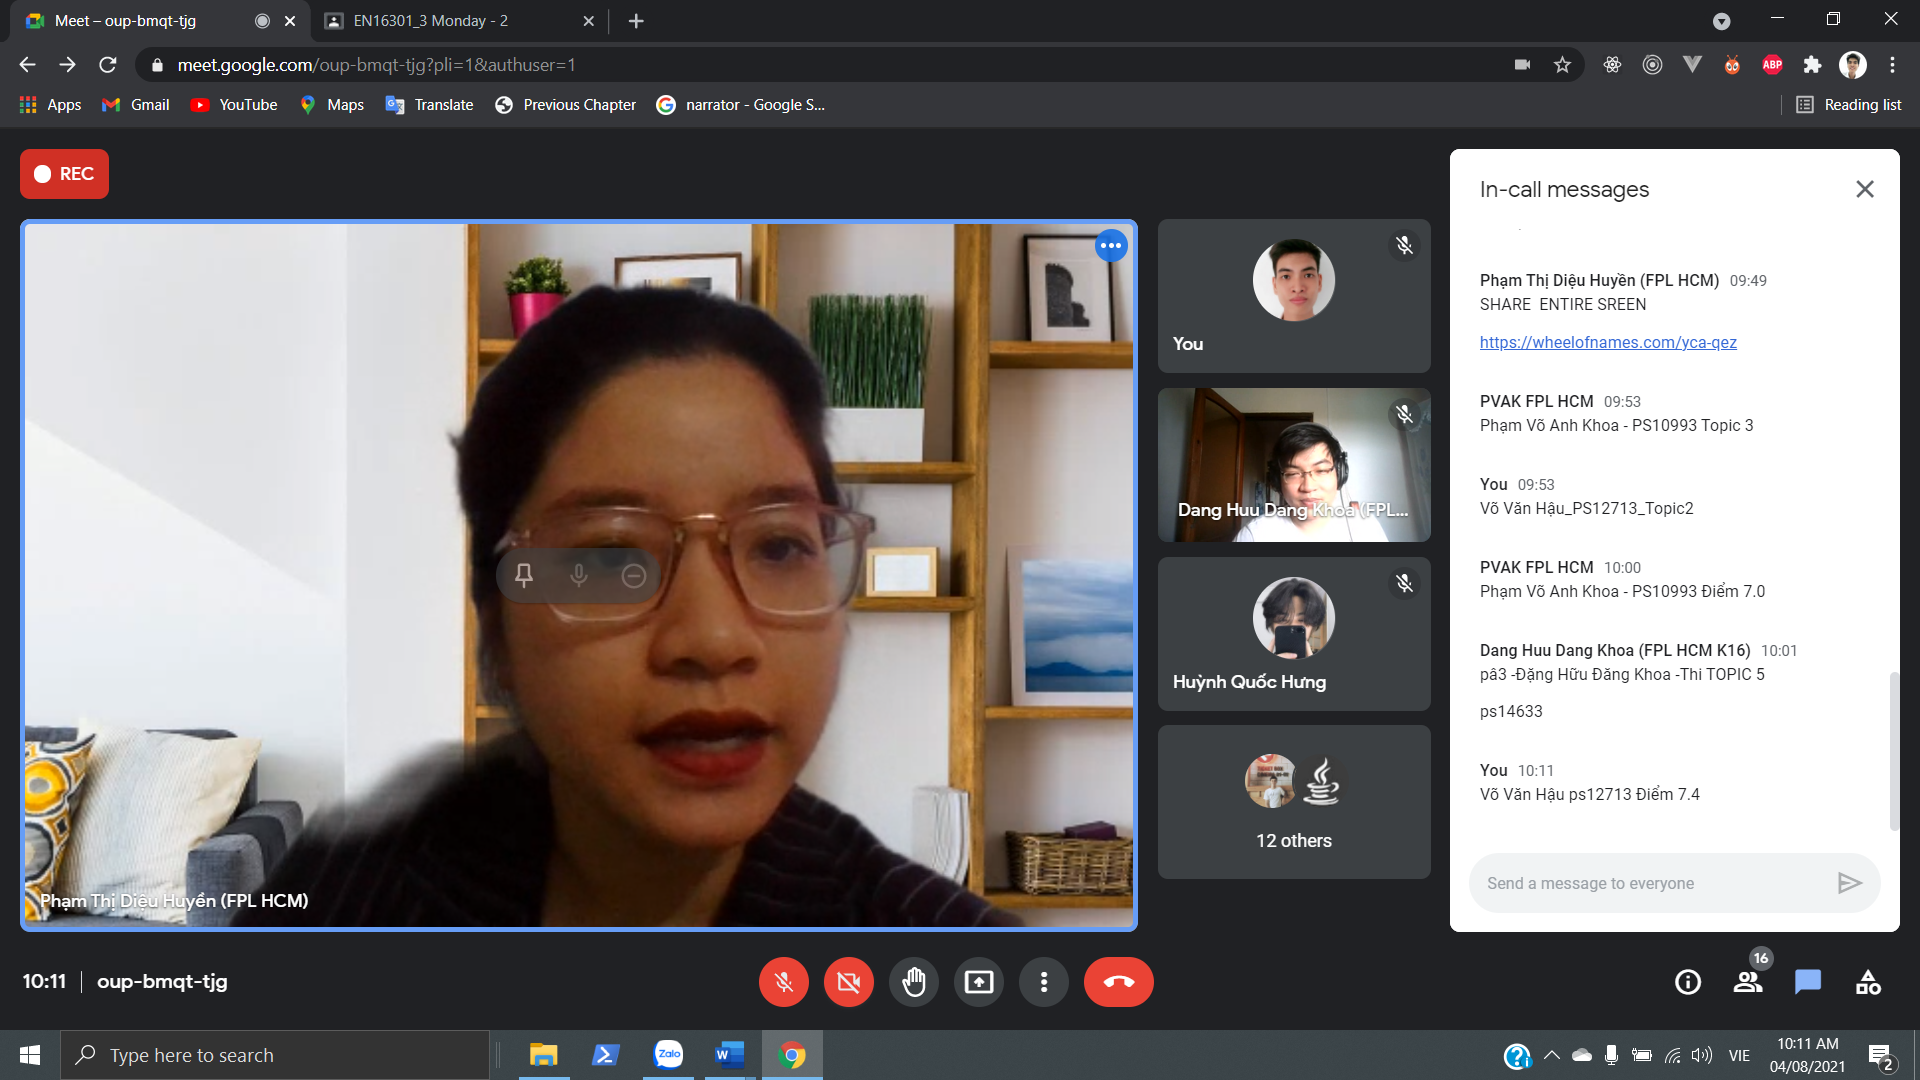 Meet – oup-bmqt-tjg
EN16301_3 Monday - 2
meet.google.com/oup-bmqt-tjg?pli=1&authuser=1
ABP
Apps
Gmail
YouTube
Maps
Translate
Previous Chapter
narrator - Google S...
Reading list
REC
Phạm Thị Diệu Huyền (FPL HCM)
You
Dang Huu Dang Khoa (FPL...
Huỳnh Quốc Hưng
12 others
In-call messages
Phạm Thị Diệu Huyền (FPL HCM) 09:49
SHARE ENTIRE SREEN
https://wheelofnames.com/yca-qez
PVAK FPL HCM 09:53
Phạm Võ Anh Khoa - PS10993 Topic 3
You 09:53
Võ Văn Hậu_PS12713_Topic2
PVAK FPL HCM 10:00
Phạm Võ Anh Khoa - PS10993 Điểm 7.0
Dang Huu Dang Khoa (FPL HCM K16) 10:01
pâ3 -Đặng Hữu Đăng Khoa -Thi TOPIC 5
ps14633
You 10:11
Võ Văn Hậu ps12713 Điểm 7.4
Send a message to everyone
10:11
oup-bmqt-tjg
16
Type here to search
Zalo
W
VIE
10:11 AM
04/08/2021
2